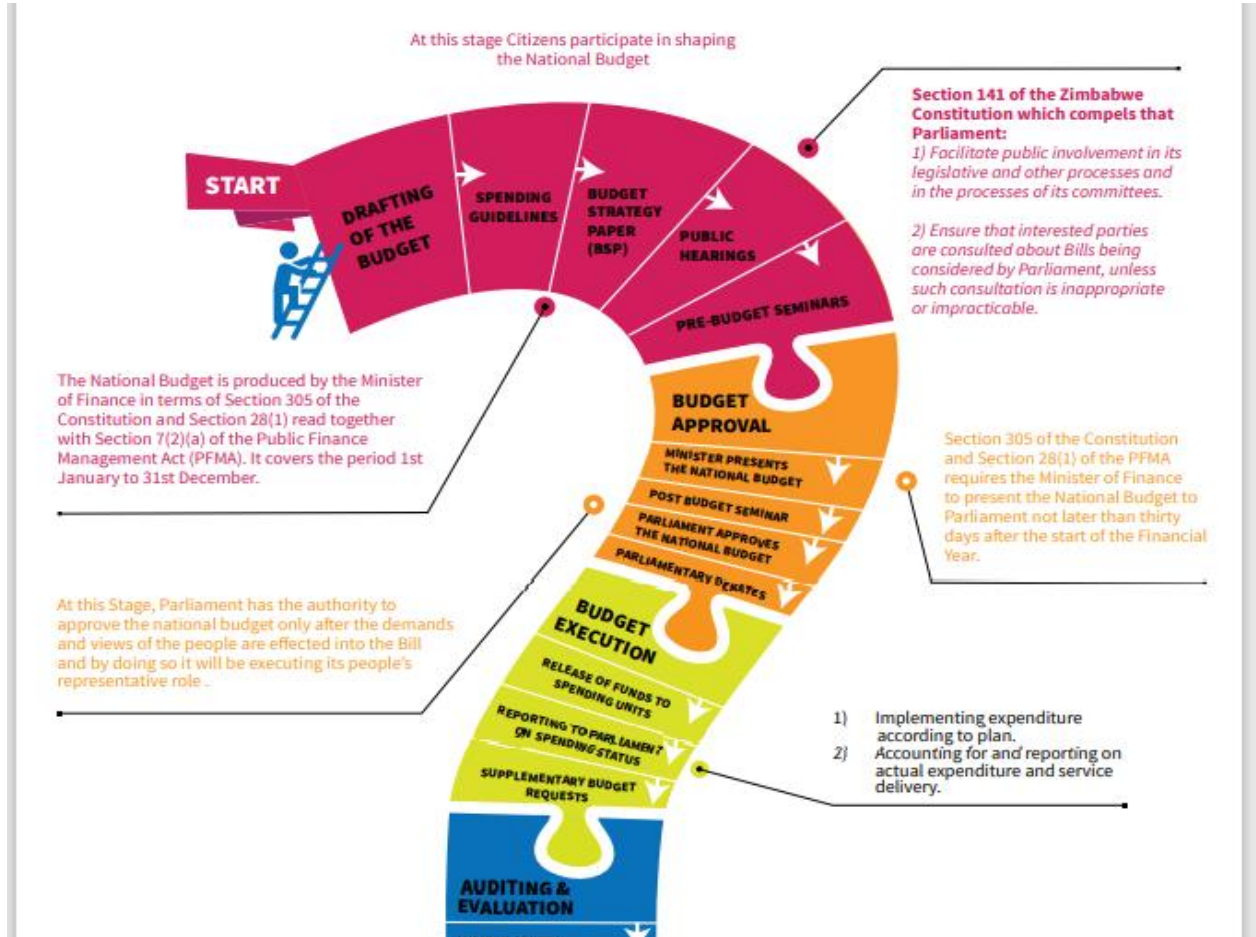 At this stage Citizens participate in shaping
the National Budget
START
DRAFTING
OF THE
BUDGET
SPENDING
GUIDELINES
BUDGET
STRATEGY
PAPER
(BSP)
PUBLIC
HEARINGS
PRE-BUDGET SEMINARS
Section 141 of the Zimbabwe
Constitution which compels that
Parliament:
1) Facilitate public involvement in its
legislative and other processes and
in the processes of its committees.
2) Ensure that interested parties
are consulted about Bills being
considered by Parliament, unless
such consultation is inappropriate
or impracticable.
The National Budget is produced by the Minister
of Finance in terms of Section 305 of the
Constitution and Section 28(1) read together
with Section 7(2)(a) of the Public Finance
Management Act (PFMA). It covers the period 1st
January to 31st December.
BUDGET
APPROVAL
MINISTER PRESENTS
THE NATIONAL BUDGET
POST BUDGET SEMINAR
PARLIAMENT APPROVES
THE NATIONAL BUDGET
PARLIAMENTARY DEBATES
Section 305 of the Constitution
and Section 28(1) of the PFMA
requires the Minister of Finance
to present the National Budget to
Parliament not later than thirty
days after the start of the Financial
Year.
At this Stage, Parliament has the authority to
approve the national budget only after the demands
and views of the people are effected into the Bill
and by doing so it will be executing its people's
representative role ..
BUDGET
EXECUTION
RELEASE OF FUNDS TO
SPENDING UNITS
REPORTING TO PARLIAMENT
ON SPENDING STATUS
SUPPLEMENTARY BUDGET
REQUESTS
1) Implementing expenditure
according to plan.
2) Accounting for and reporting on
actual expenditure and service
delivery.
AUDITING &
EVALUATION